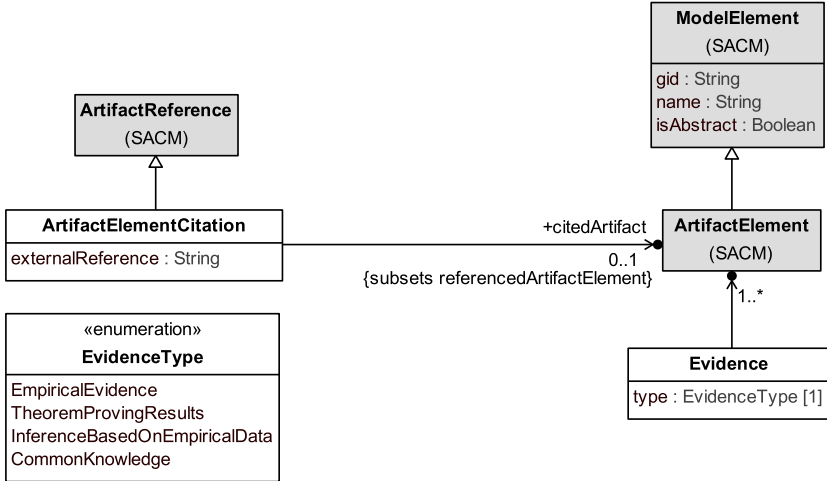 ModelElement
(SACM)
gid : String
name : String
isAbstract : Boolean
ArtifactReference
(SACM)
ArtifactElementCitation
externalReference : String
+citedArtifact
0..1
{subsets referencedArtifactElement}
ArtifactElement
(SACM)
1..*
«enumeration»
EvidenceType
EmpiricalEvidence
TheoremProvingResults
InferenceBasedOnEmpiricalData
CommonKnowledge
Evidence
type : EvidenceType [1]